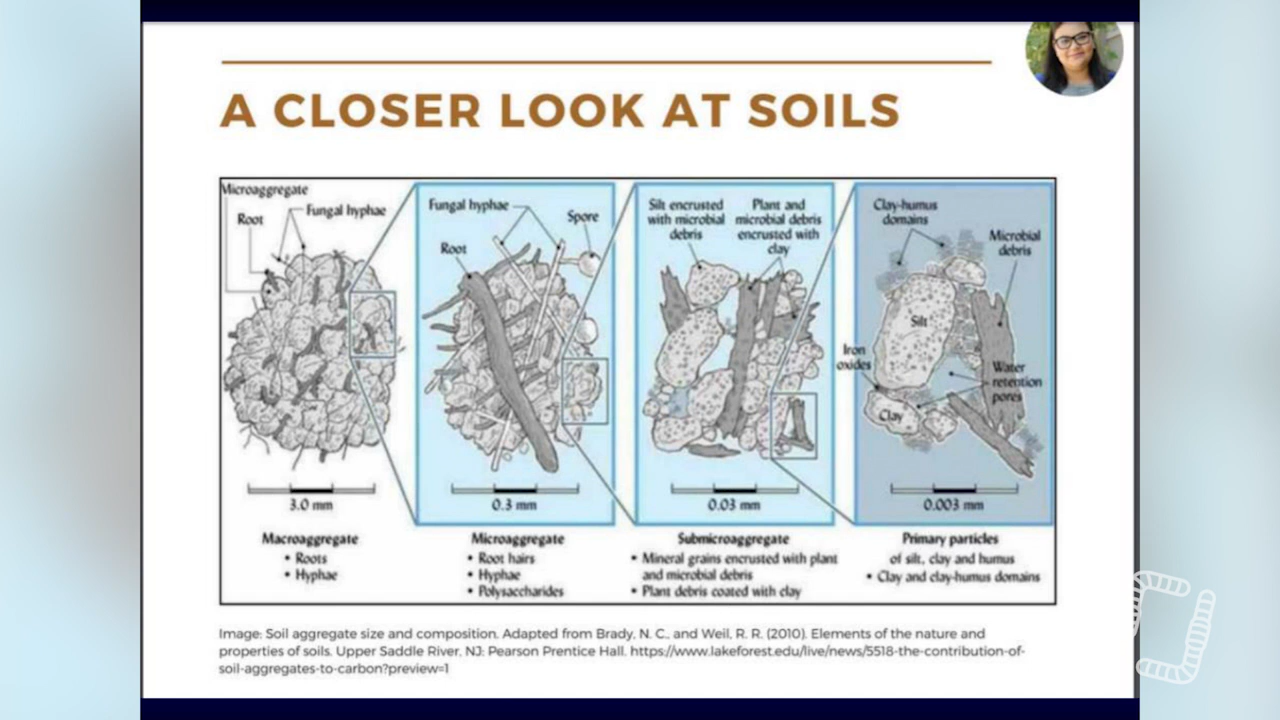 A CLOSER LOOK AT SOILS
Microaggregate
Root
Fungal hyphae
3.0 mm
Macroaggregate
• Roots
• Hyphae
Fungal hyphae
Spore
Root
0.3 mm
Microaggregate
• Root hairs
• Hyphae
• Polysaccharides
Silt encrusted
with microbial
debris
Plant and
microbial debris
encrusted with
clay
0.03 mm
Submicroaggregate
• Mineral grains encrusted with plant
and microbial debris
• Plant debris coated with clay
Clay-humus
domains
Microbial
debris
Silt
Iron
oxides
Water
retention
pores
Clay
0.003 mm
Primary particles
of silt, clay and humus
• Clay and clay-humus domains
Image: Soil aggregate size and composition. Adapted from Brady, N. C., and Weil, R. R. (2010). Elements of the nature and
properties of soils. Upper Saddle River, NJ: Pearson Prentice Hall. https://www.lakeforest.edu/live/news/5518-the-contribution-of-
soil-aggregates-to-carbon?preview=1